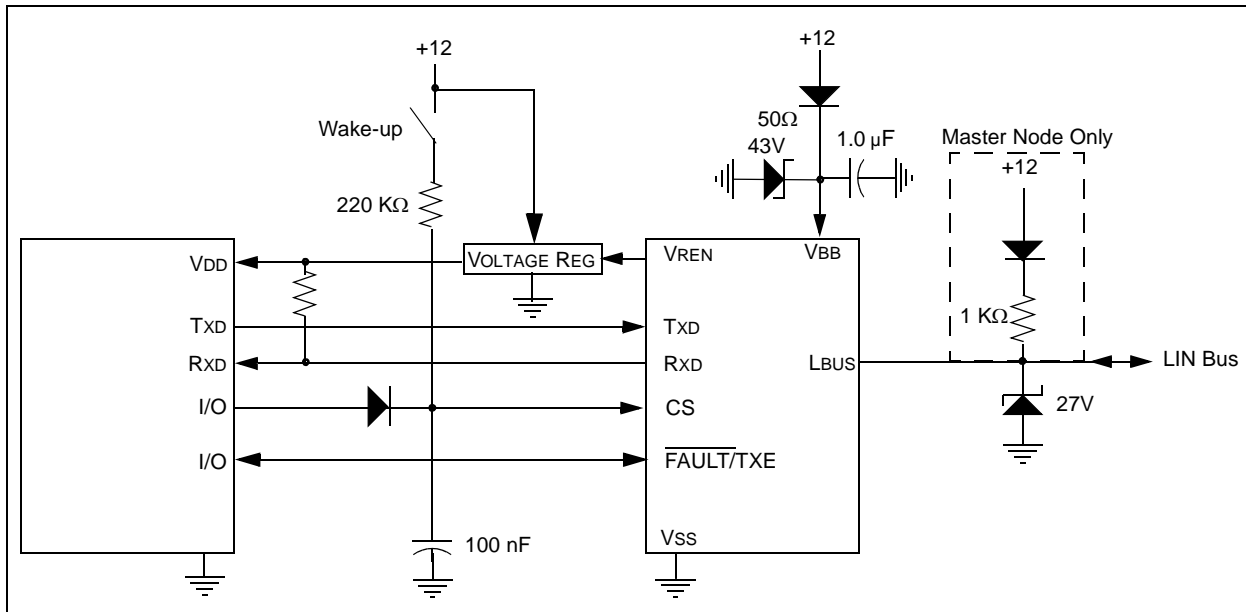 +12
+12
Wake-up
50Ω
43V
1.0 µF
Master Node Only
+12
220 KΩ
VDD
VOLTAGE REG
VREN
VBB
1 KΩ
TXD
TXD
RXD
RXD
LBUS
LIN Bus
I/O
CS
27V
I/O
FAULT/TXE
100 nF
VSS